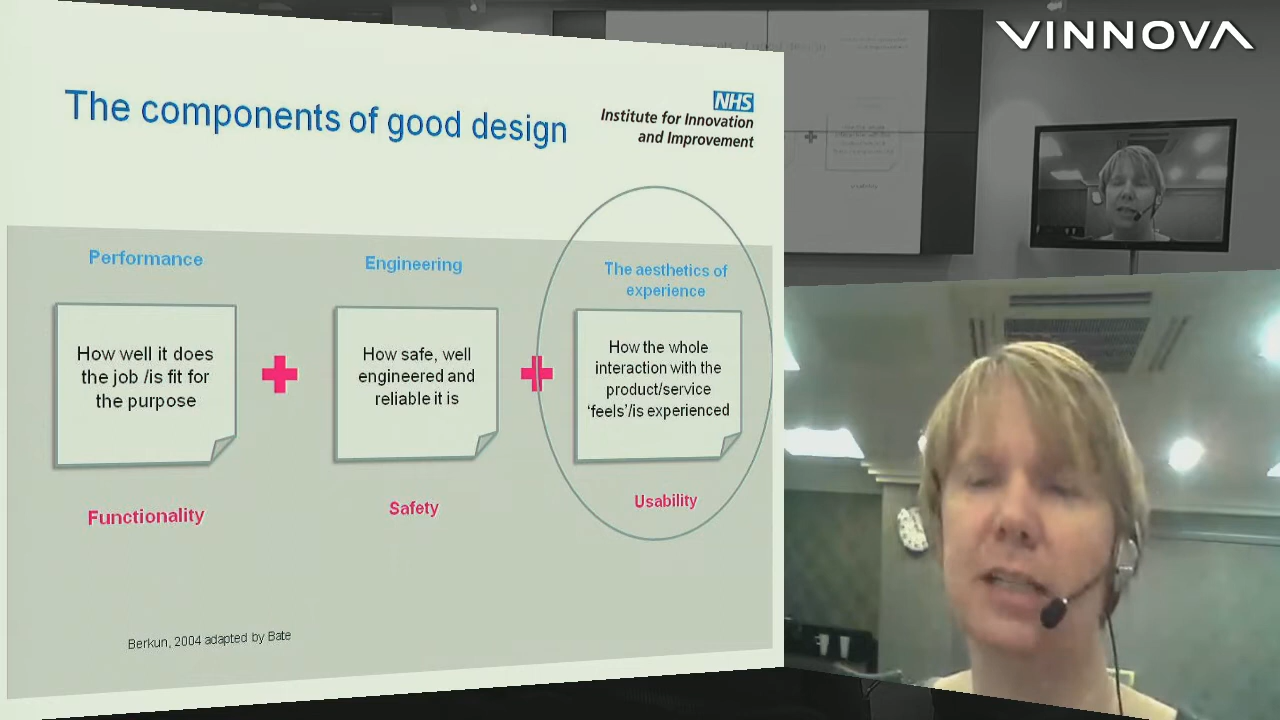 VINNOVA
The components of good design
NHS
Institute for Innovation
and Improvement
Performance
How well it does
the job /is fit for
the purpose
Functionality
Engineering
How safe, well
engineered and
reliable it is
Safety
The aesthetics of
experience
How the whole
interaction with the
product/service
‘feels’/is experienced
Usability
Berkun, 2004 adapted by Bate